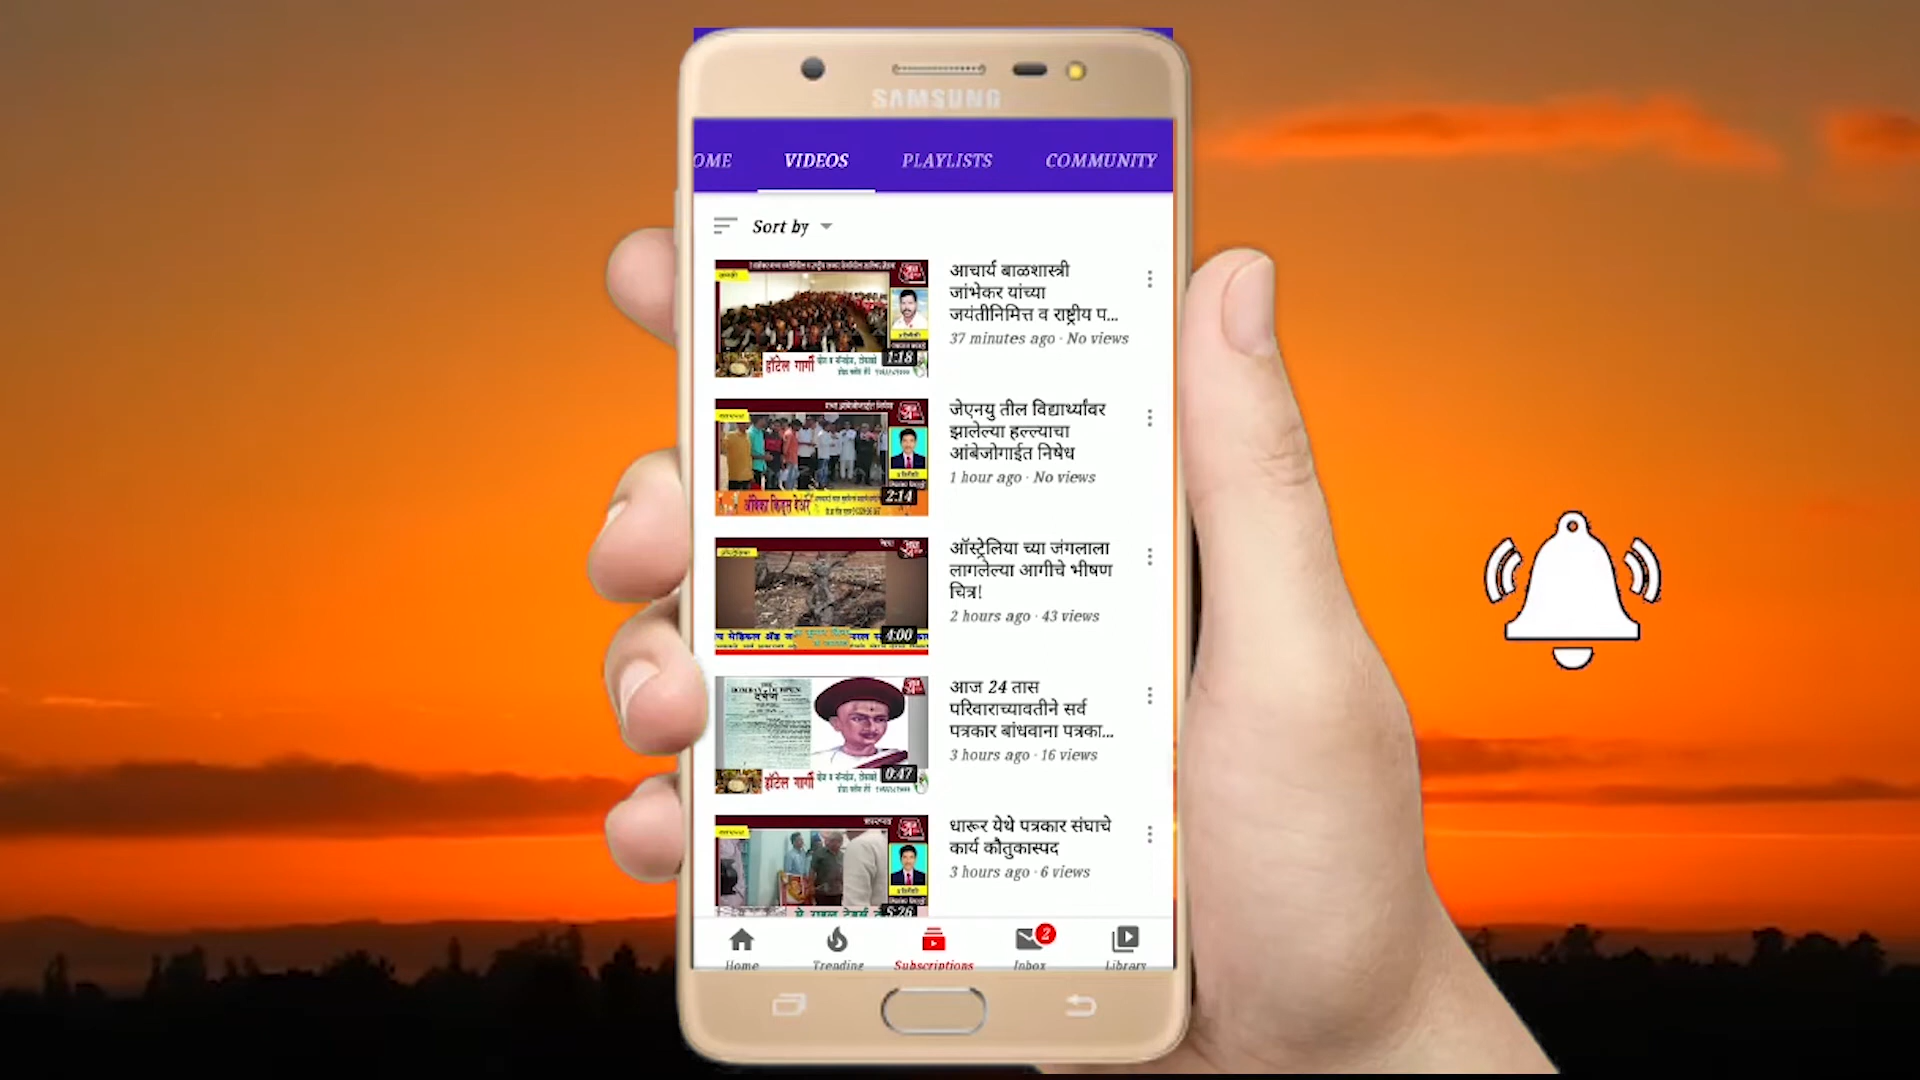 SAMSUNG
OME VIDEOS PLAYLISTS COMMUNITY
Sort by
आचार्य बाळशास्त्री
जांभेकर यांच्या
जयंतीनिमित्त व राष्ट्रीय प...
37 minutes ago · No views
1:18
हॉटेल गार्गी
जेएनयु तील विद्यार्थ्यांवर
झालेल्या हल्ल्याचा
आंबेजोगाईत निषेध
1 hour ago · No views
2:14
अंबिका किड्स वेअर
ऑस्ट्रेलिया च्या जंगलाला
लागलेल्या आगीचे भीषण
चित्र!
2 hours ago · 43 views
4:00
आज 24 तास
परिवाराच्यावतीने सर्व
पत्रकार बांधवाना पत्रका...
3 hours ago · 16 views
0:47
हॉटेल गार्गी
धारूर येथे पत्रकार संघाचे
कार्य कौतुकास्पद
3 hours ago · 6 views
5:26
2
Home Trending Subscriptions Inbox Library